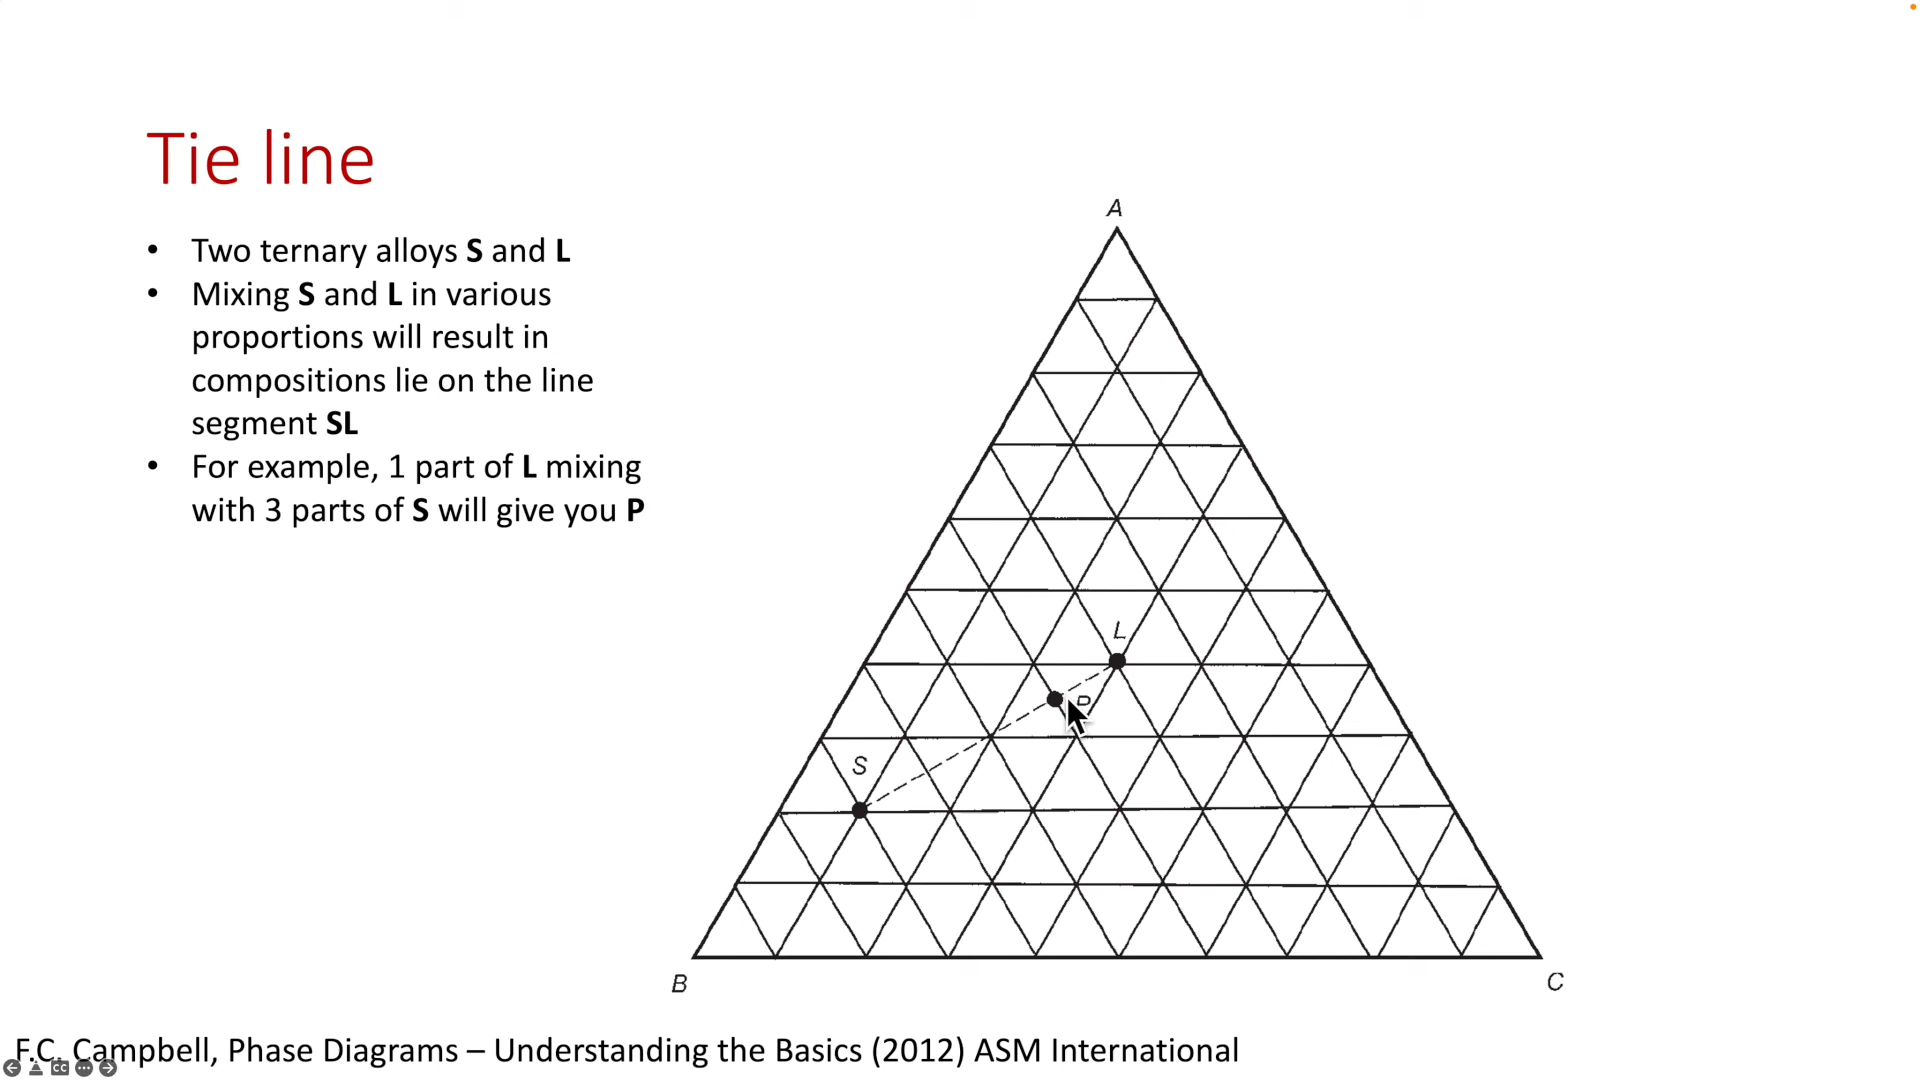 Tie line
• Two ternary alloys S and L
• Mixing S and L in various
proportions will result in
compositions lie on the line
segment SL
• For example, 1 part of L mixing
with 3 parts of S will give you P
A
L
P
S
B
C
F.C. Campbell, Phase Diagrams – Understanding the Basics (2012) ASM International
CC